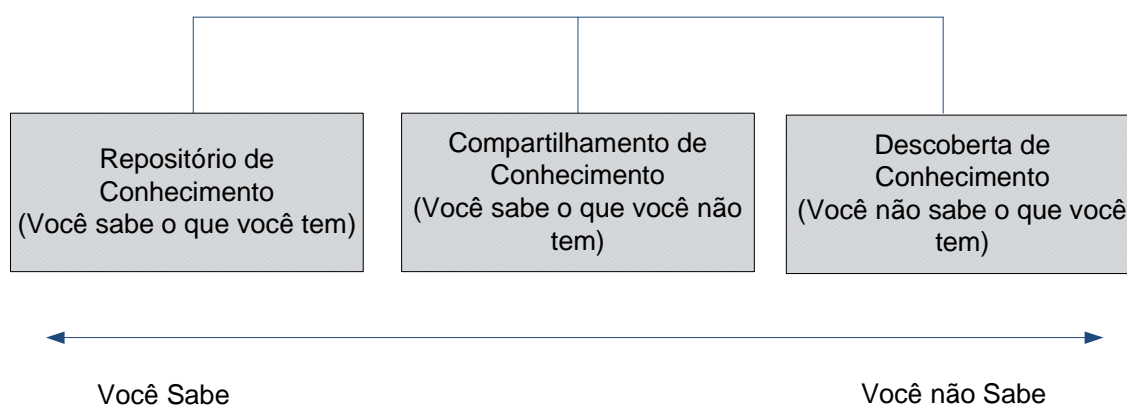 Repositório de
Conhecimento
(Você sabe o que você tem)
Compartilhamento de
Conhecimento
(Você sabe o que você não
tem)
Descoberta de
Conhecimento
(Você não sabe o que você
tem)
Você Sabe
Você não Sabe